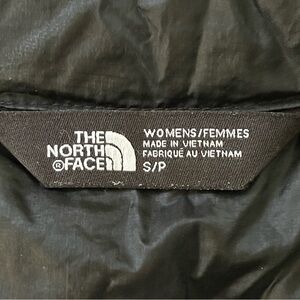 THE
NORTH
®FACE
WOMENS/FEMMES
MADE IN VIETNAM
FABRIQUÉ AU VIETNAM
S/P